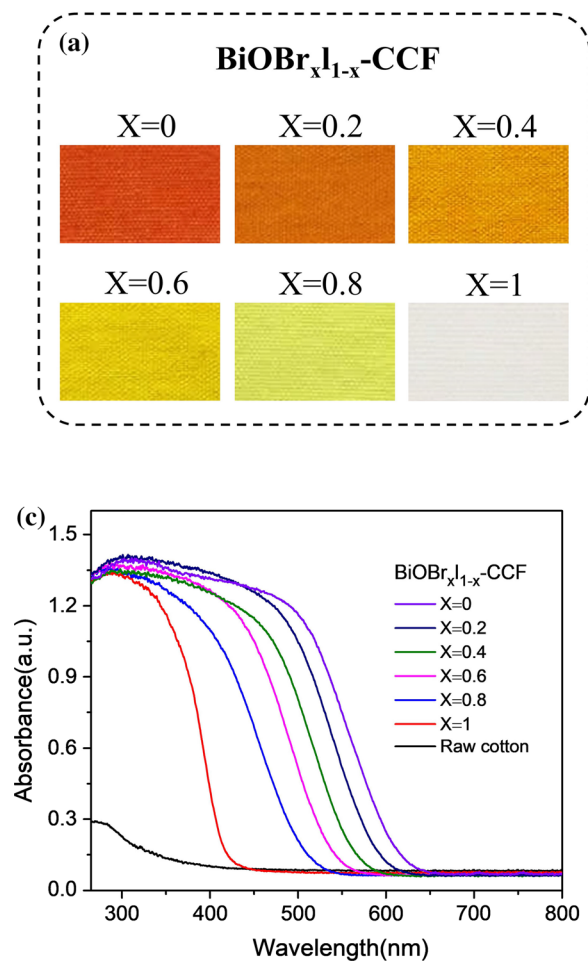 (a)
BiOBrₓI₁₋ₓ-CCF
X=0 X=0.2 X=0.4
X=0.6 X=0.8 X=1
(c)
BiOBrₓI₁₋ₓ-CCF
X=0
X=0.2
X=0.4
X=0.6
X=0.8
X=1
Raw cotton
Absorbance(a.u.)
1.5
1.2
0.9
0.6
0.3
0.0
300 400 500 600 700 800
Wavelength(nm)